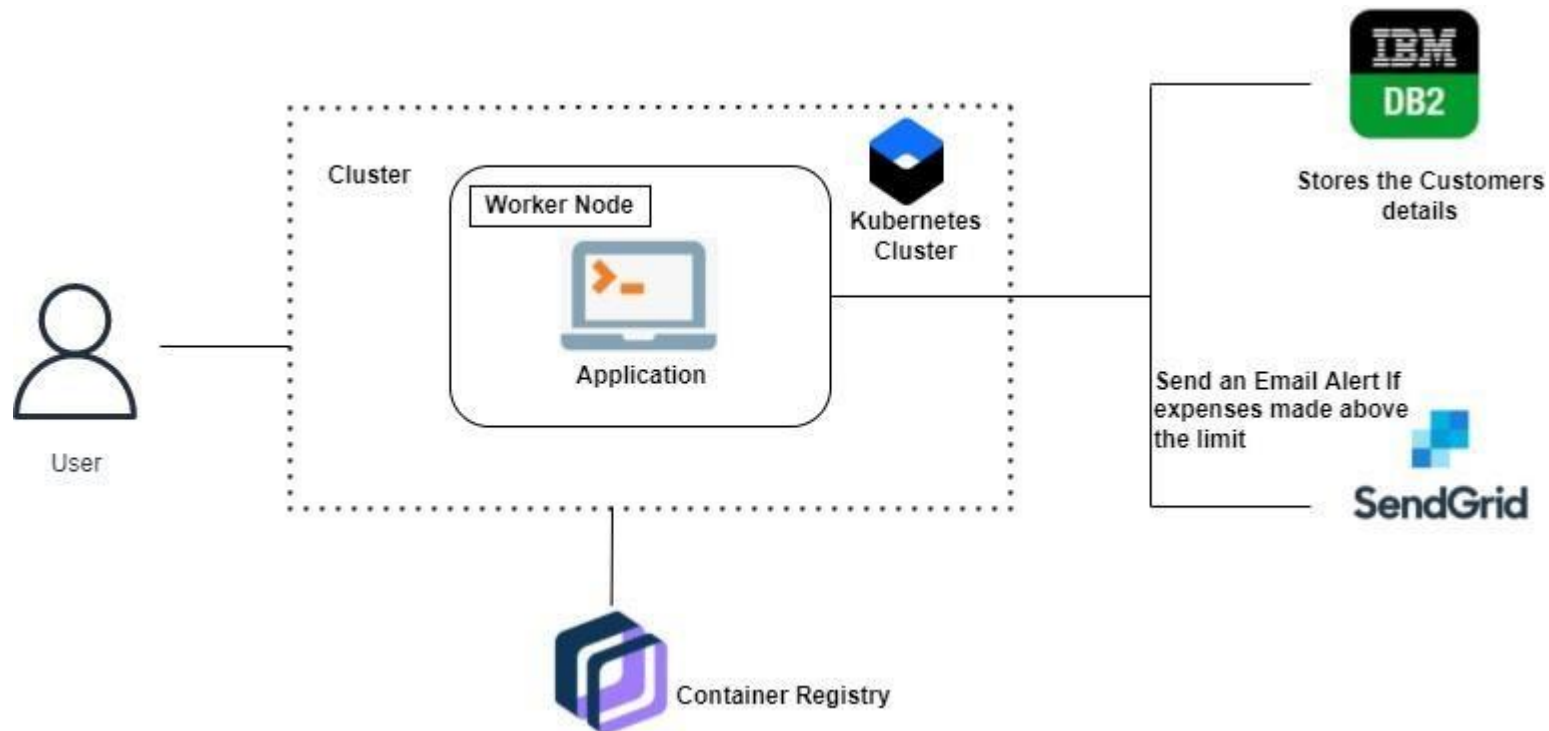 IBM
DB2
Stores the Customers
details
Cluster
Worker Node
Kubernetes
Cluster
Application
User
Send an Email Alert If
expenses made above
the limit
SendGrid
Container Registry